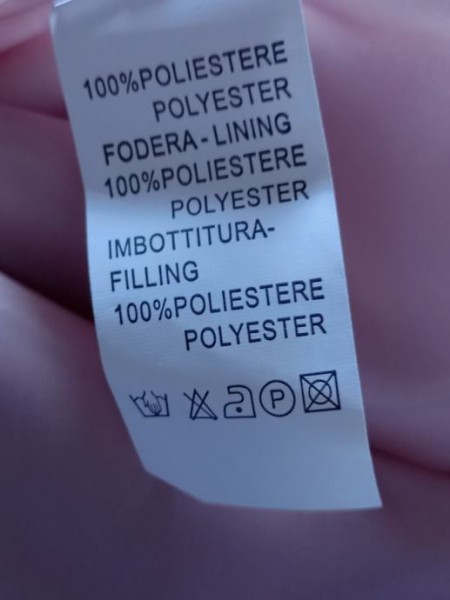 100%POLIESTERE
POLYESTER
FODERA-LINING
100%POLIESTERE
POLYESTER
IMBOTTITURA-
FILLING
100%POLIESTERE
POLYESTER
P